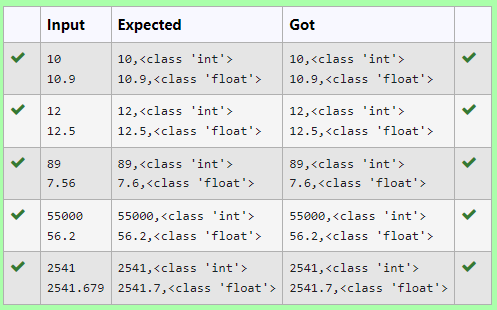 Input Expected Got
10 10,<class 'int'> 10,<class 'int'>
10.9 10.9,<class 'float'> 10.9,<class 'float'>
12 12,<class 'int'> 12,<class 'int'>
12.5 12.5,<class 'float'> 12.5,<class 'float'>
89 89,<class 'int'> 89,<class 'int'>
7.56 7.6,<class 'float'> 7.6,<class 'float'>
55000 55000,<class 'int'> 55000,<class 'int'>
56.2 56.2,<class 'float'> 56.2,<class 'float'>
2541 2541,<class 'int'> 2541,<class 'int'>
2541.679 2541.7,<class 'float'> 2541.7,<class 'float'>